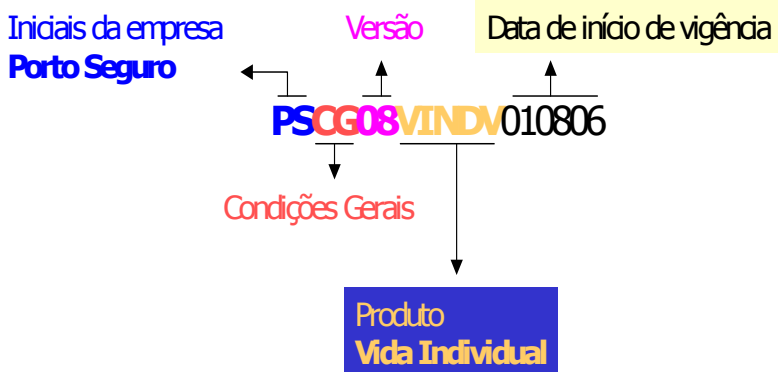 Iniciais da empresa
Porto Seguro
Versão
Data de início de vigência
PSCG08VINDV010806
Condições Gerais
Produto
Vida Individual